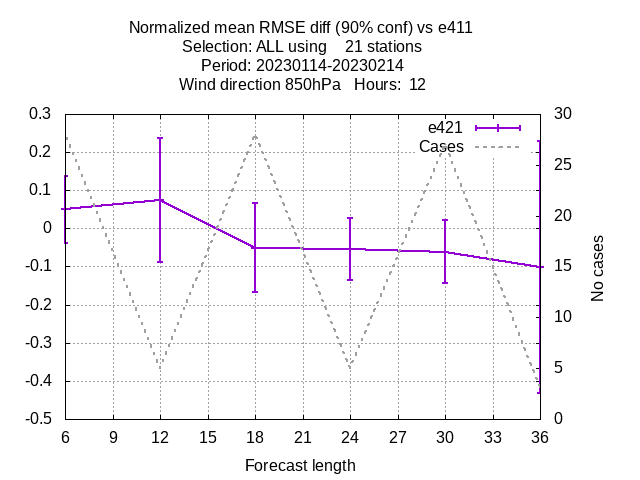 Normalized mean RMSE diff (90% conf) vs e411
Selection: ALL using    21 stations
Period: 20230114-20230214
Wind direction 850hPa   Hours:  12
0.3
0.2
0.1
0
-0.1
-0.2
-0.3
-0.4
-0.5
e421
Cases
30
25
20
15
10
5
0
No cases
6 9 12 15 18 21 24 27 30 33 36
Forecast length